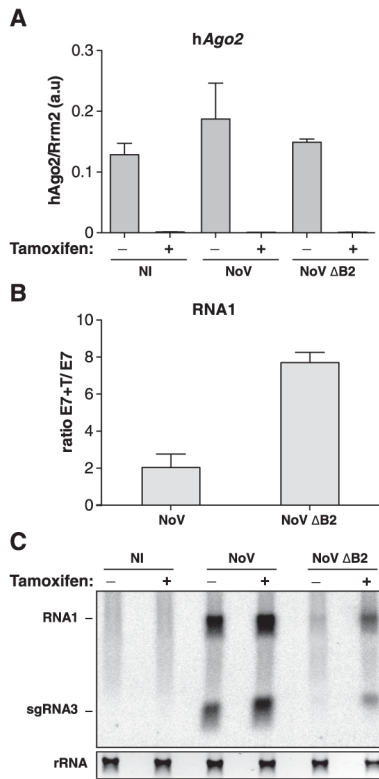 A
hAgo2
hAgo2/Rrm2 (a.u)
0.3
0.2
0.1
0
Tamoxifen: – + – + – +
NI NoV NoV ΔB2
B
RNA1
ratio E7+T/ E7
10
8
6
4
2
0
NoV NoV ΔB2
C
NI NoV NoV ΔB2
Tamoxifen: – + – + – +
RNA1 –
sgRNA3 –
rRNA